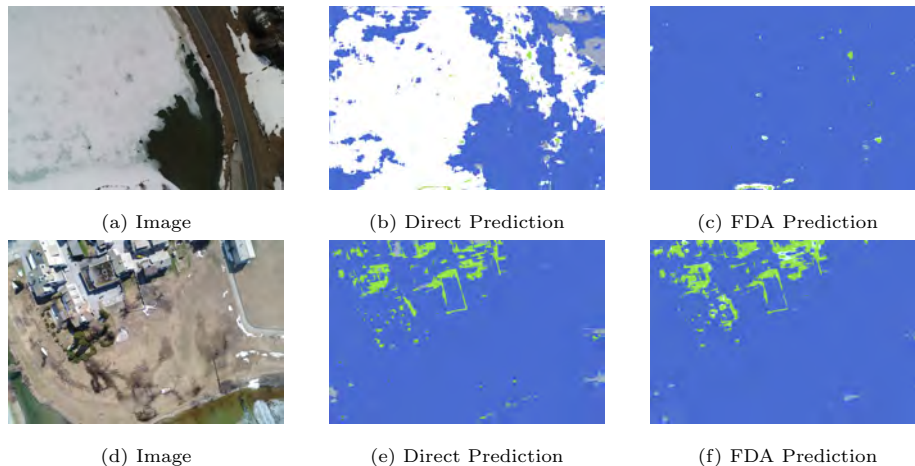 (a) Image
(b) Direct Prediction
(c) FDA Prediction
(d) Image
(e) Direct Prediction
(f) FDA Prediction